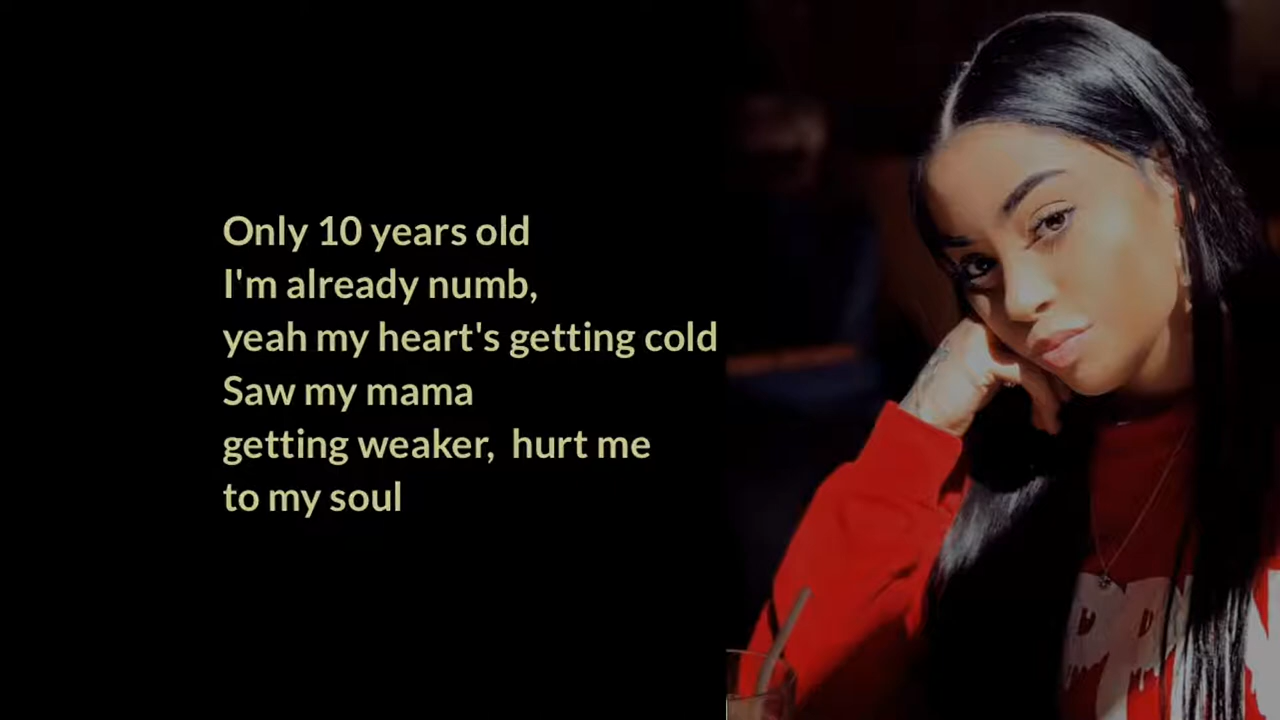 Only 10 years old
I'm already numb,
yeah my heart's getting cold
Saw my mama
getting weaker,  hurt me
to my soul